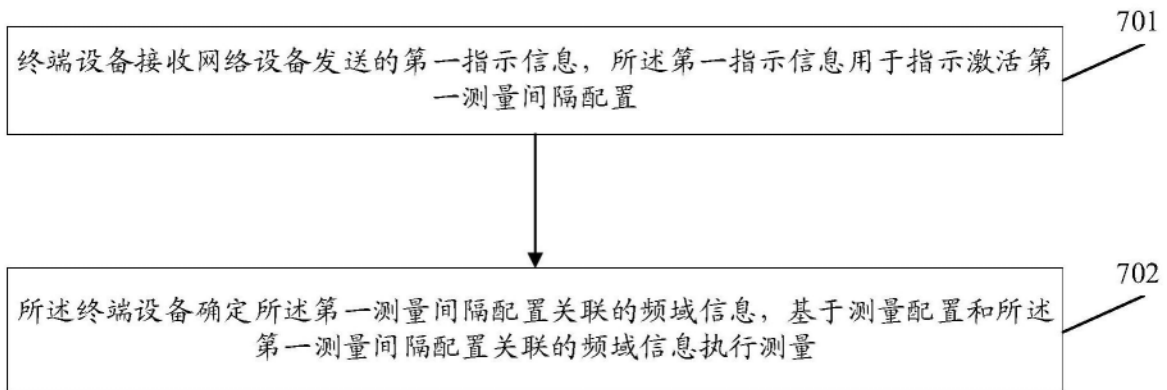 701
终端设备接收网络设备发送的第一指示信息，所述第一指示信息用于指示激活第
一测量间隔配置
702
所述终端设备确定所述第一测量间隔配置关联的频域信息，基于测量配置和所述
第一测量间隔配置关联的频域信息执行测量